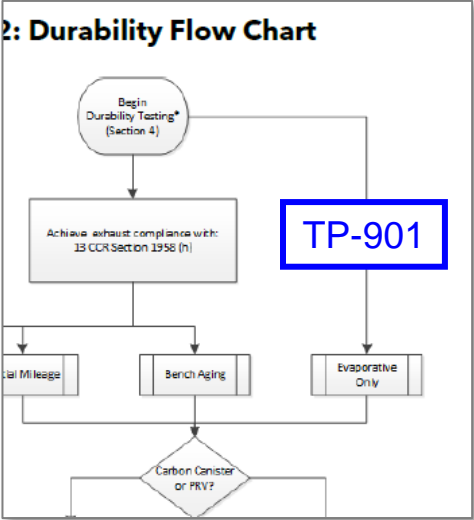 2: Durability Flow Chart
Begin
Durability Testing*
(Section 4)
Achieve exhaust compliance with:
13 CCR Section 1958 (h)
TP-901
cial Mileage
Bench Aging
Evaporative
Only
Carbon Canister
or PRV?